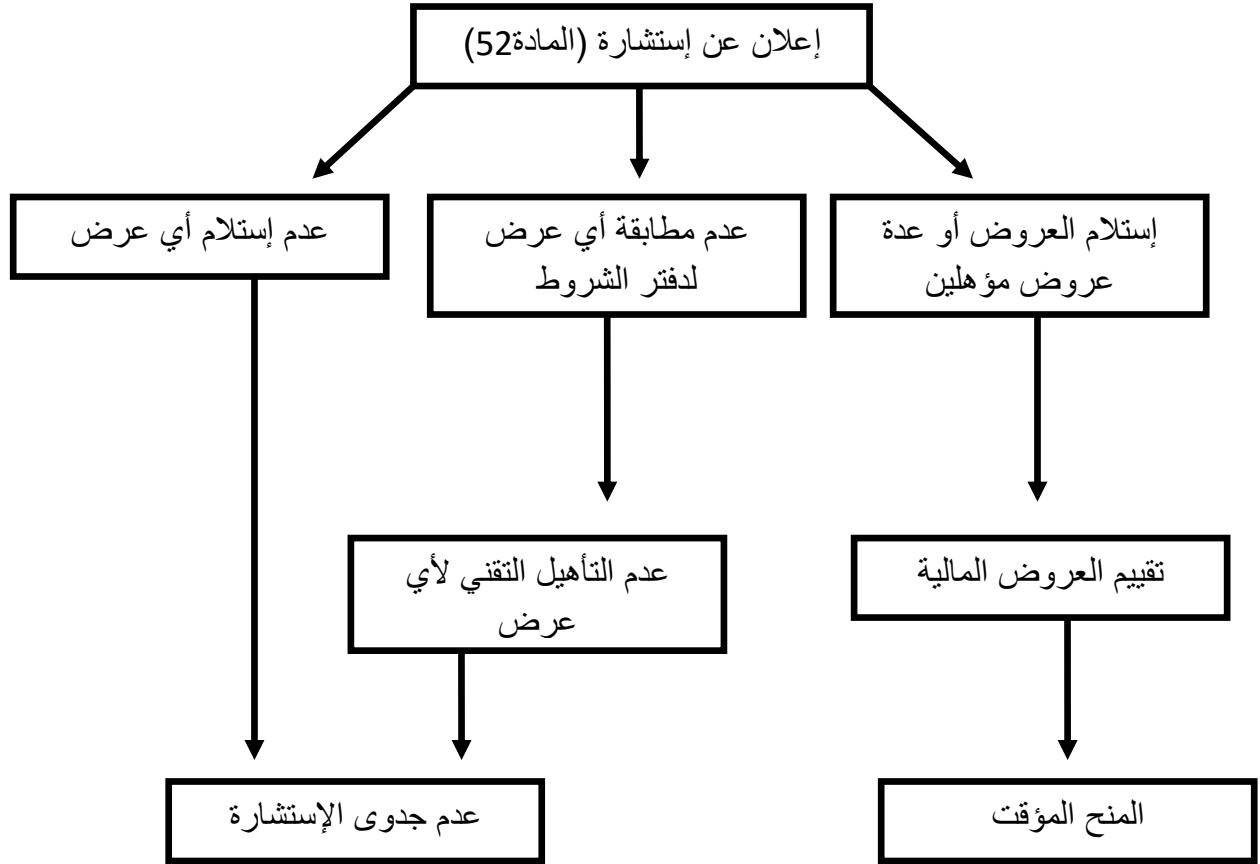 إعلان عن إستشارة (المادة52)
إستلام العروض أو عدة
عروض مؤهلين
عدم مطابقة أي عرض
لدفتر الشروط
عدم إستلام أي عرض
تقييم العروض المالية
عدم التأهيل التقني لأي
عرض
المنح المؤقت
عدم جدوى الإستشارة